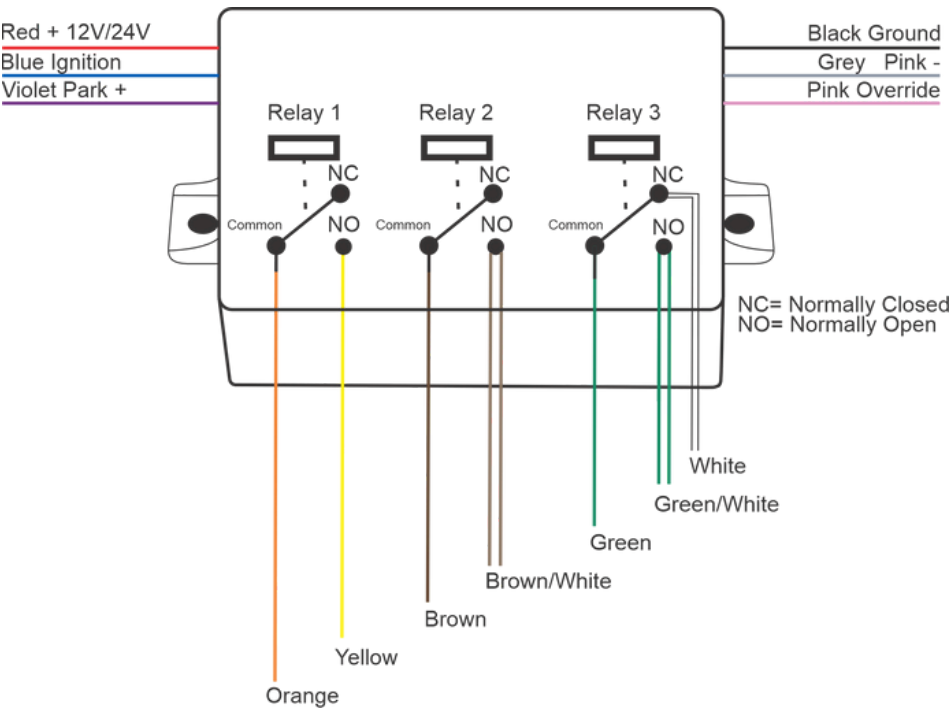 Red + 12V/24V
Black Ground
Blue Ignition
Grey Pink -
Violet Park +
Pink Override
Relay 1
Relay 2
Relay 3
NC
NC
NC
Common
NO
Common
NO
Common
NO
NC= Normally Closed
NO= Normally Open
White
Green/White
Green
Brown/White
Brown
Yellow
Orange